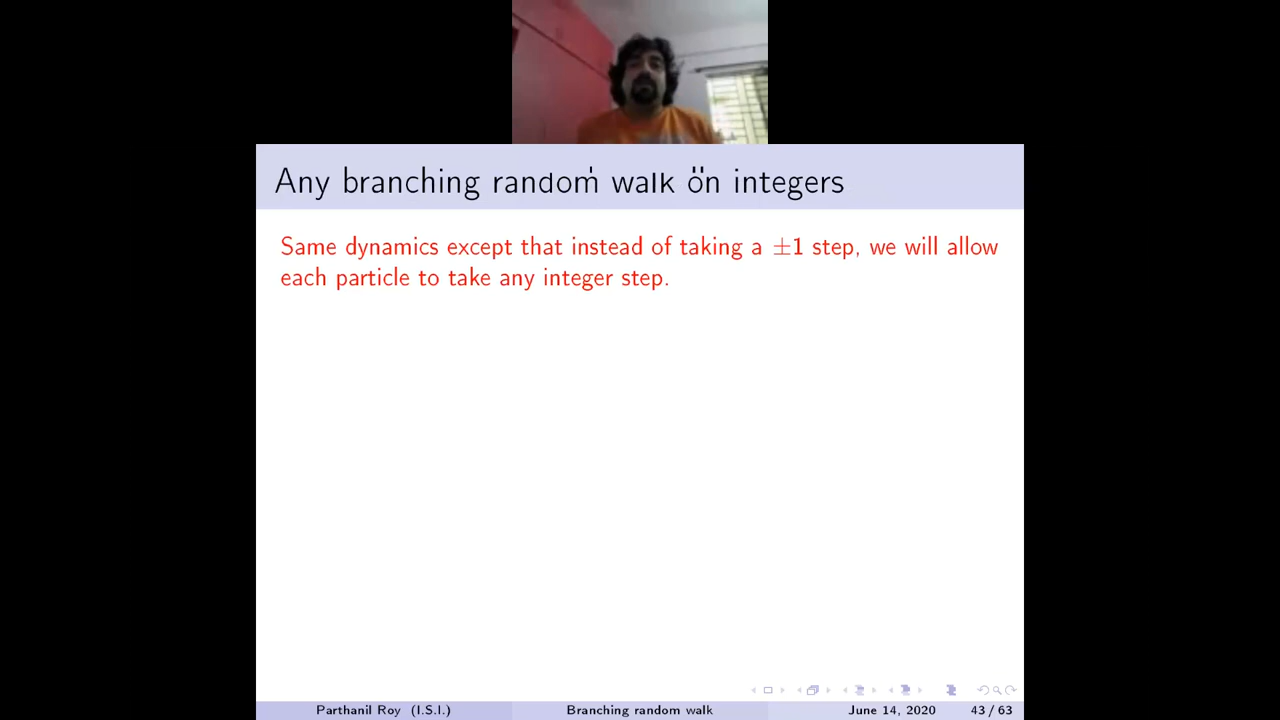 Any branching random walk on integers
Same dynamics except that instead of taking a ±1 step, we will allow
each particle to take any integer step.
Parthanil Roy (I.S.I.) Branching random walk June 14, 2020 43 / 63